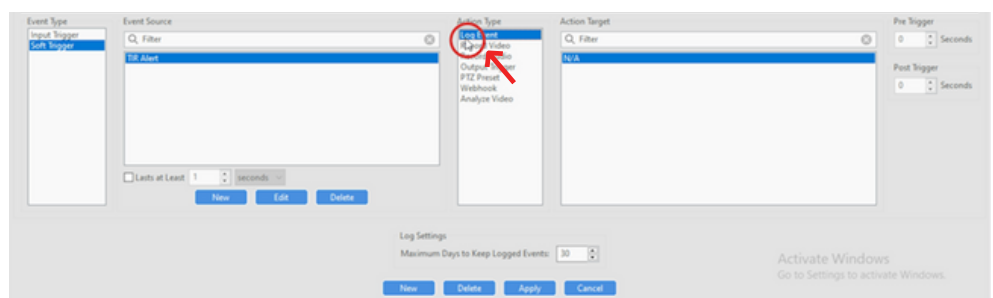 Event Type
Input Trigger
Soft Trigger
Event Source
Filter
TIR Alert
Lasts at Least 1 seconds
New Edit Delete
Action Type
Log Event
Video
Output
PTZ Preset
Webhook
Analyze Video
Action Target
Filter
N/A
Pre Trigger
0 Seconds
Post Trigger
0 Seconds
Log Settings
Maximum Days to Keep Logged Events: 30
New Delete Apply Cancel
Activate Windows
Go to Settings to activate Windows.